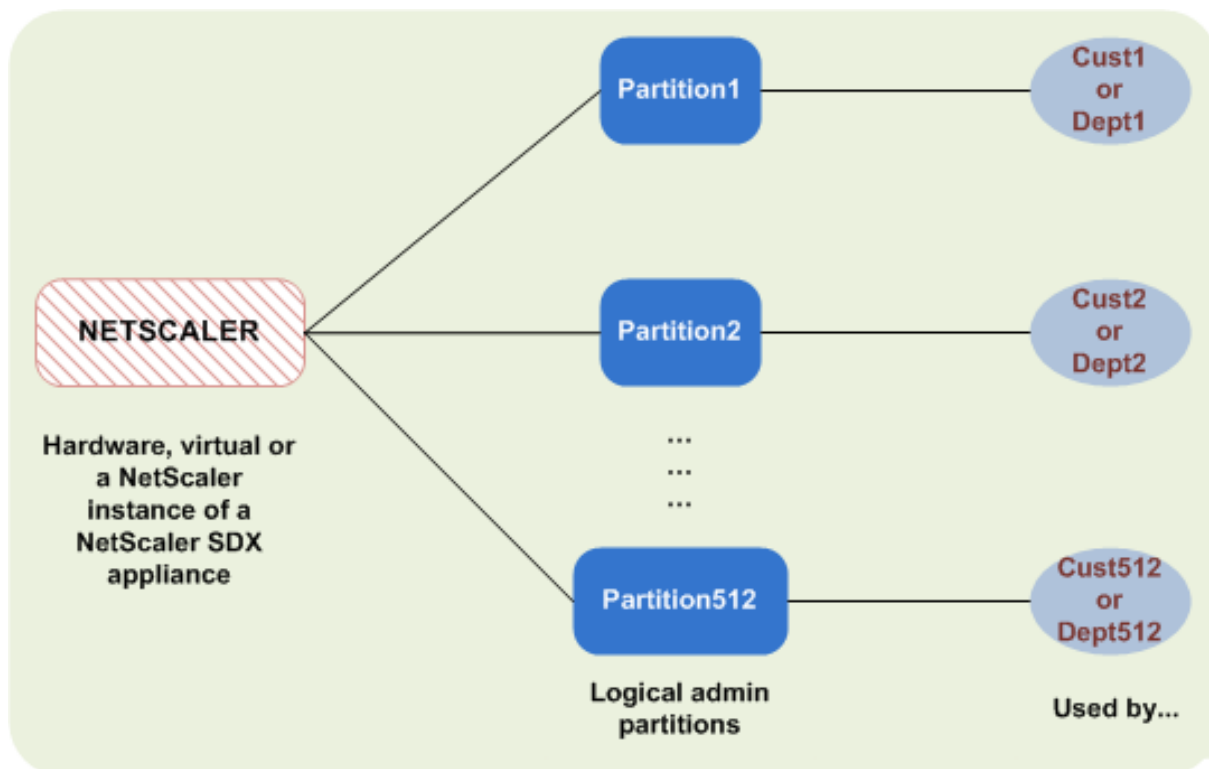 Partition1
Cust1
or
Dept1
NETSCALER
Partition2
Cust2
or
Dept2
Hardware, virtual or
a NetScaler
instance of a
NetScaler SDX
appliance
...
...
...
Partition512
Cust512
or
Dept512
Logical admin
partitions
Used by...